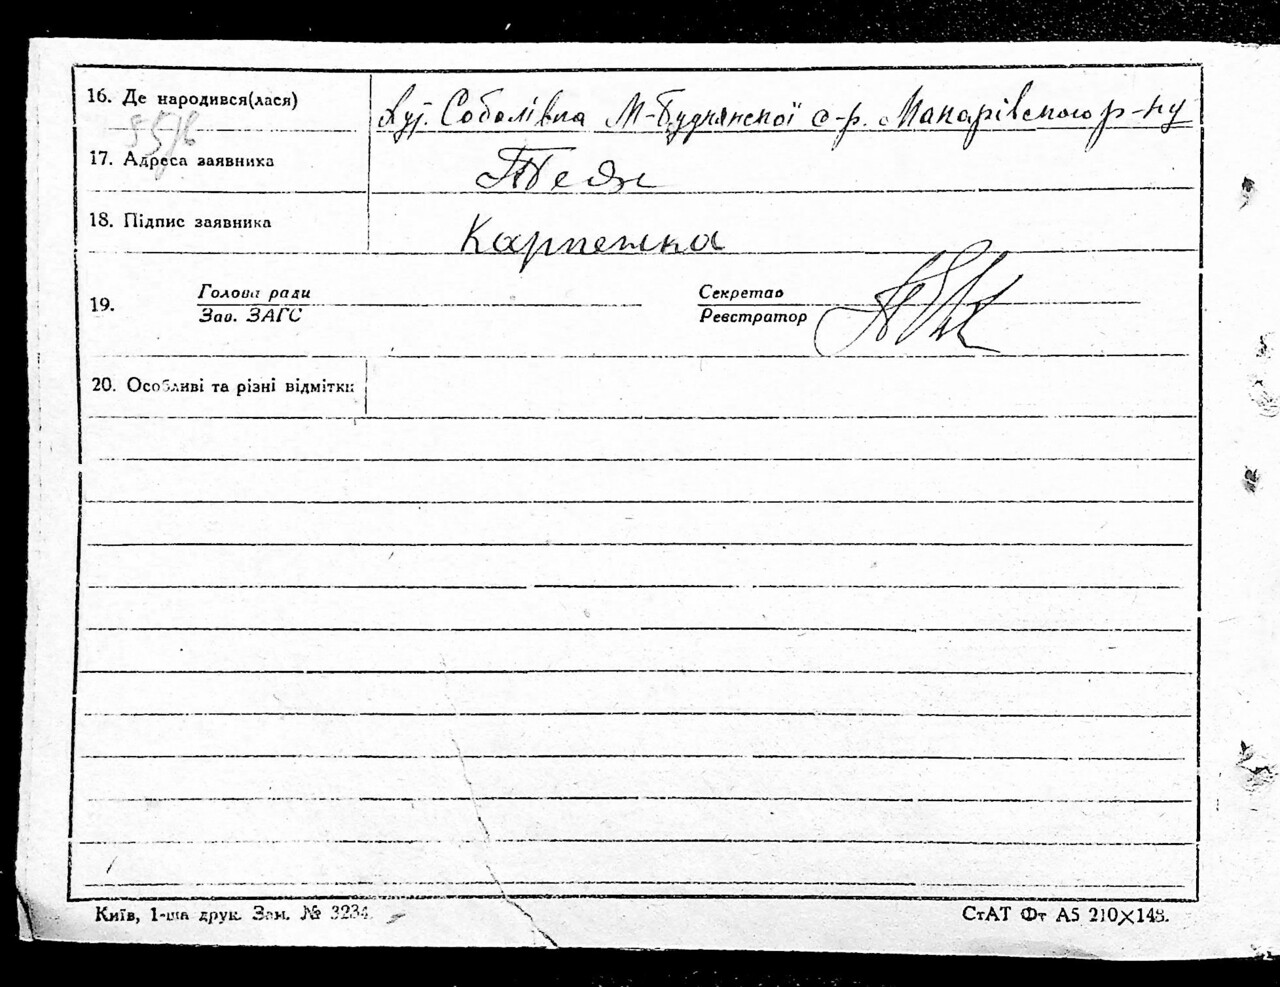 16. Де народився(лася)
Хут. Соболівка М-Буднянської с-р. Макарівського р-ну
17. Адреса заявника
18. Підпис заявника
Карпенко
19.
Голова ради
Зав. ЗАГС
Секретар
Реєстратор
20. Особливі та різні відмітки
Київ, 1-ша друк. Зам. № 3234
СтАТ Фт А5 210×148.